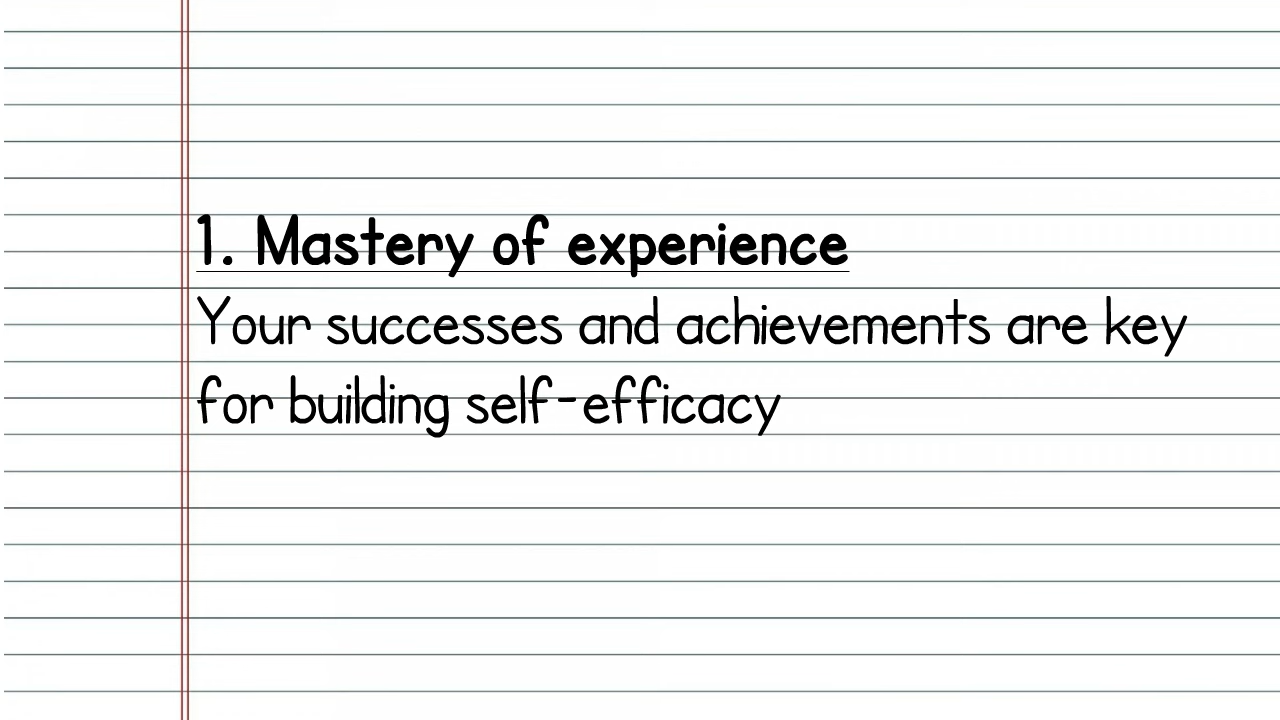 1. Mastery of experience
Your successes and achievements are key
for building self-efficacy